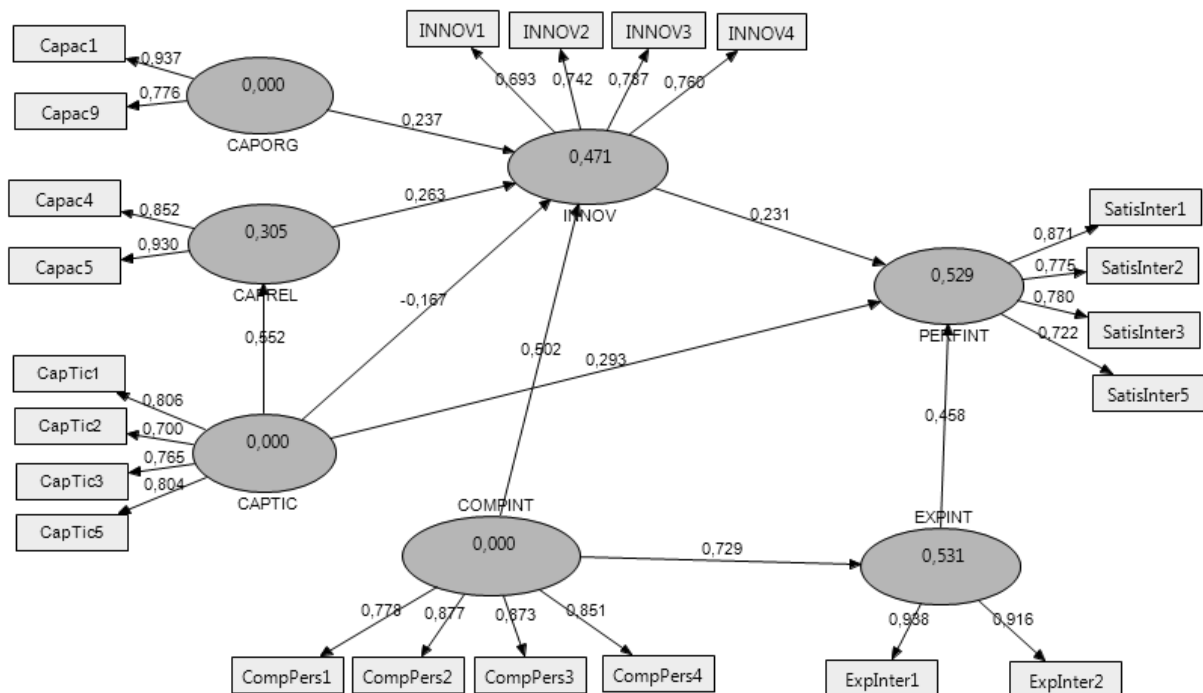 INNOV1
INNOV2
INNOV3
INNOV4
Capac1
0,937
0,000
0,693
0,742
0,787
0,760
Capac9
0,776
CAPORG
0,237
0,471
INNOV
Capac4
0,852
0,263
0,305
Capac5
0,930
CAPREL
0,231
SatisInter1
0,871
SatisInter2
0,775
0,529
0,780
SatisInter3
PERFINT
0,722
SatisInter5
-0,167
0,552
0,502
0,293
CapTic1
0,806
CapTic2
0,700
0,000
0,765
CapTic3
0,804
CAPTIC
CapTic5
0,458
COMPINT
0,000
0,729
EXPINT
0,531
0,778
0,877
0,873
0,851
0,938
0,916
CompPers1
CompPers2
CompPers3
CompPers4
ExpInter1
ExpInter2